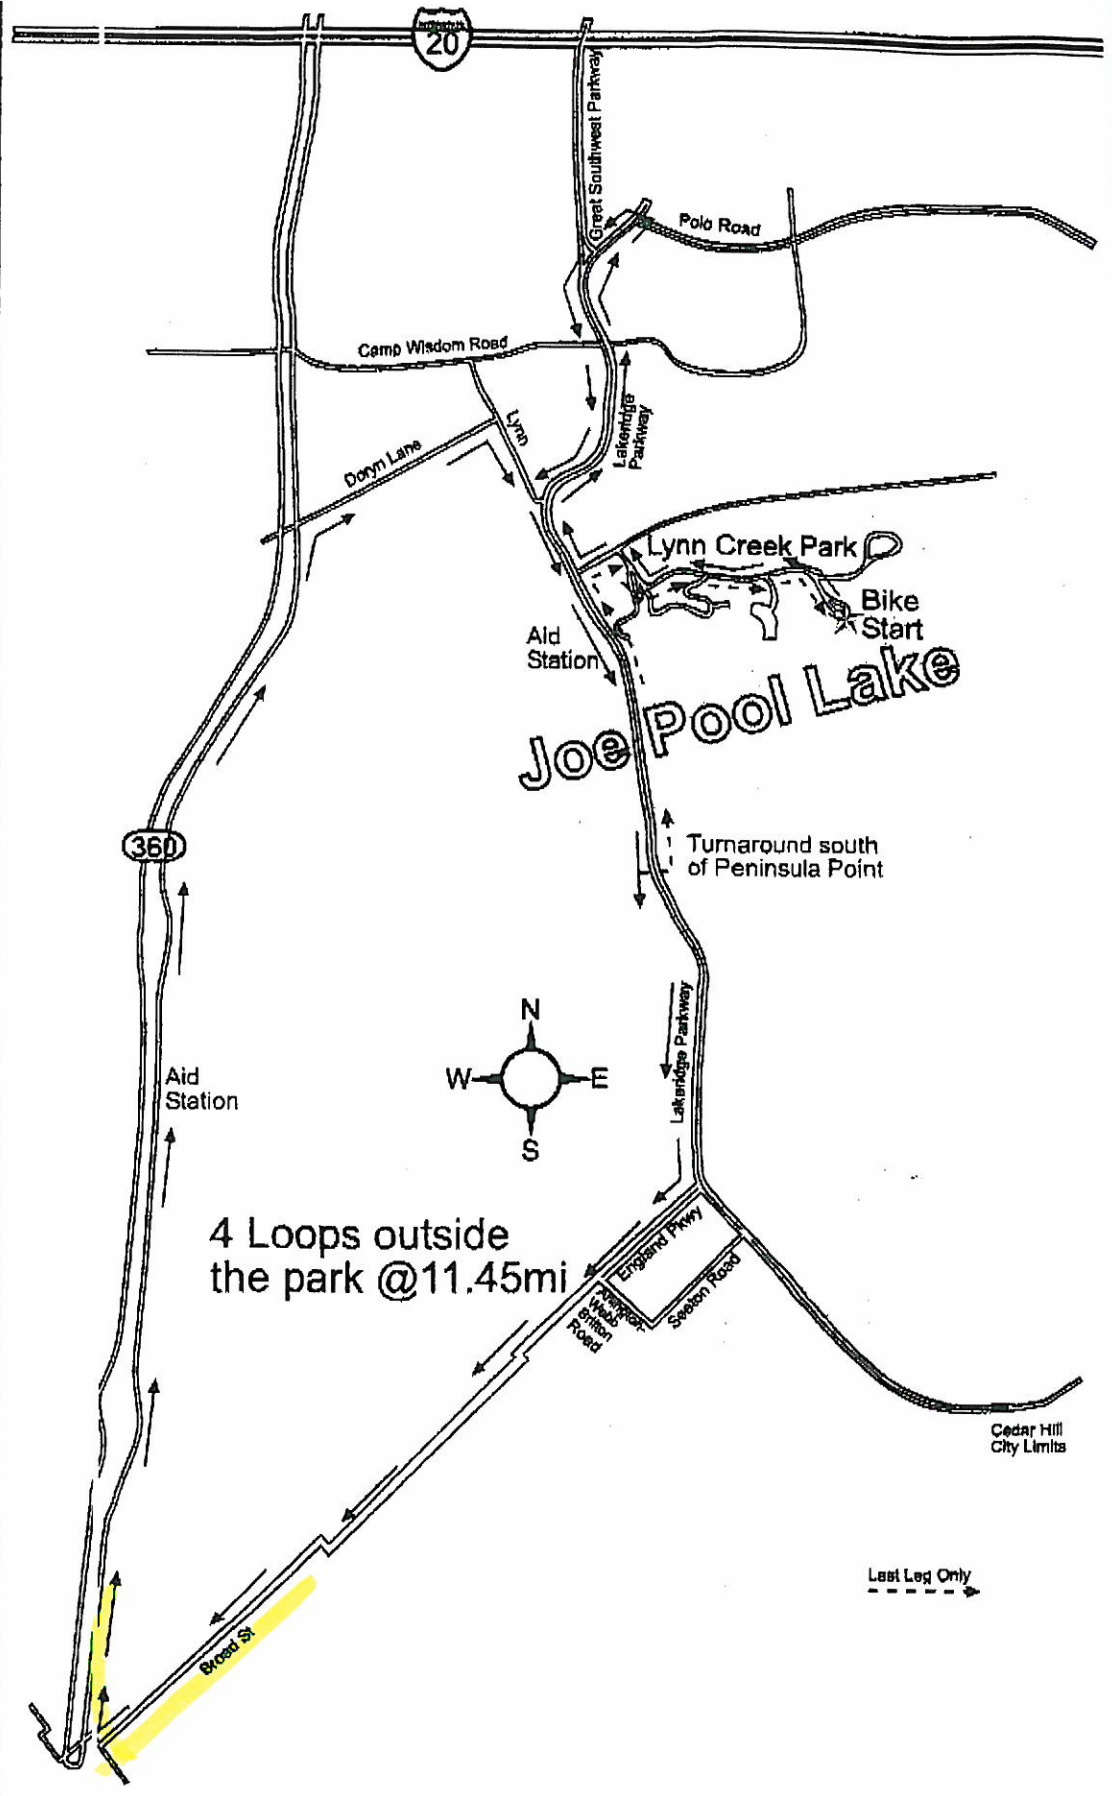 20
Great Southwest Parkway
Polo Road
Camp Wisdom Road
Lynn
Lakeridge
Parkway
Doryn Lane
Lynn Creek Park
Bike
Start
Aid
Station
Joe Pool Lake
360
Turnaround south
of Peninsula Point
N
W
E
S
Lakeridge Parkway
Aid
Station
4 Loops outside
the park @11.45mi
England Pkwy
Seeton Road
Arlington
Webb
Britton
Road
Cedar Hill
City Limits
Last Leg Only
Broad St